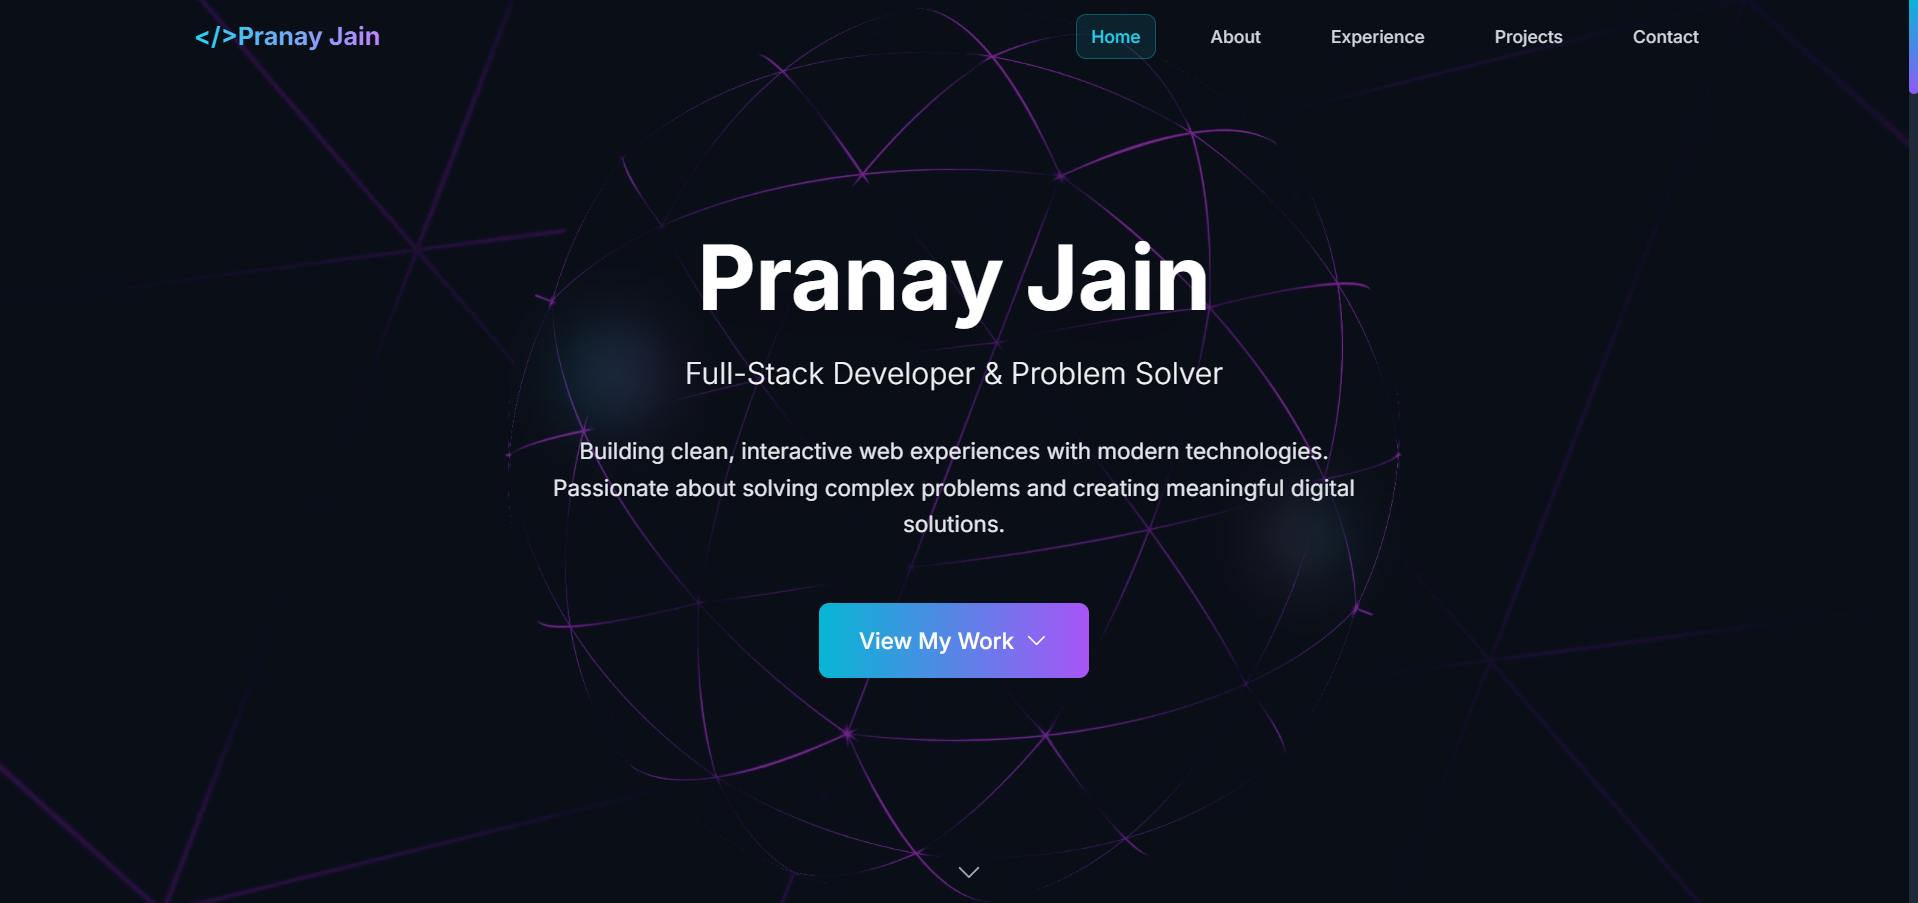 </>Pranay Jain
Home
About
Experience
Projects
Contact
Pranay Jain
Full-Stack Developer & Problem Solver
Building clean, interactive web experiences with modern technologies.
Passionate about solving complex problems and creating meaningful digital
solutions.
View My Work